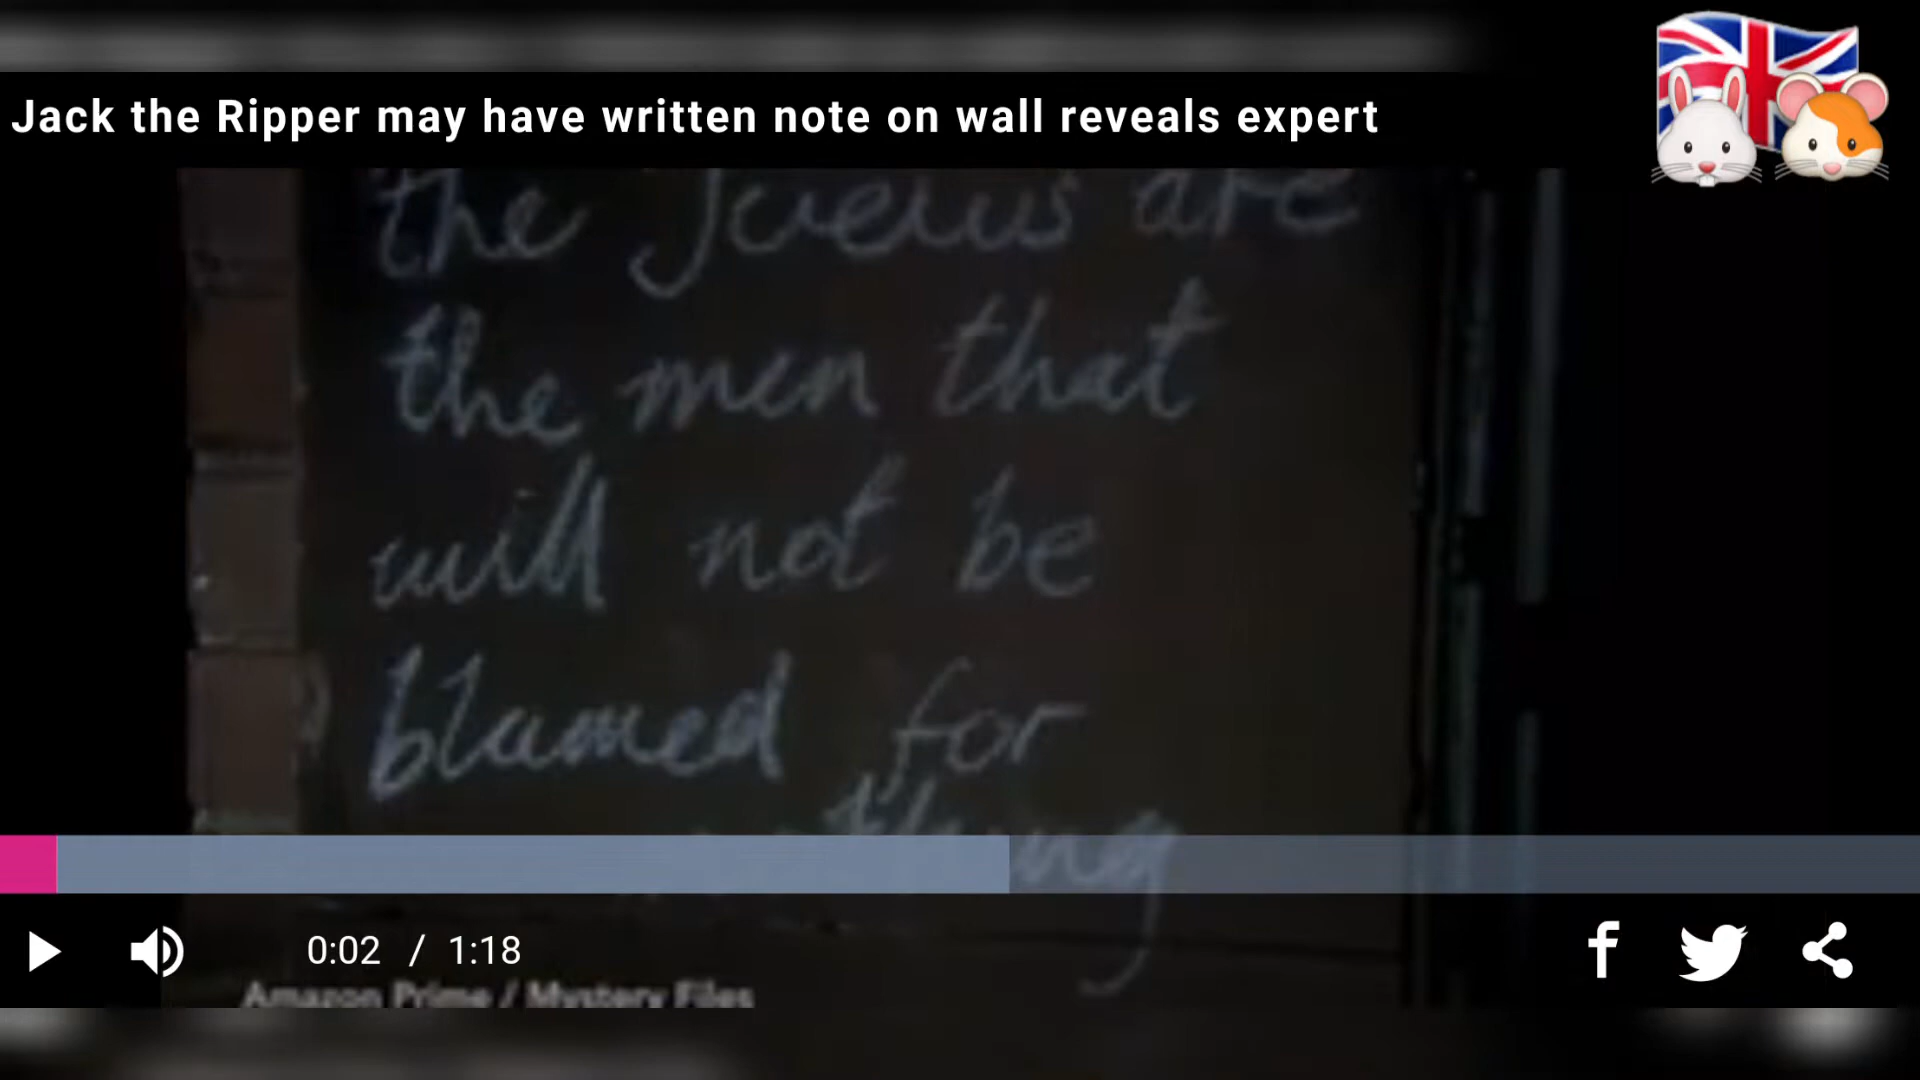 Jack the Ripper may have written note on wall reveals expert
the Juews are
the men that
will not be
blamed for
0:02 / 1:18
Amazon Prime / Mystery Files